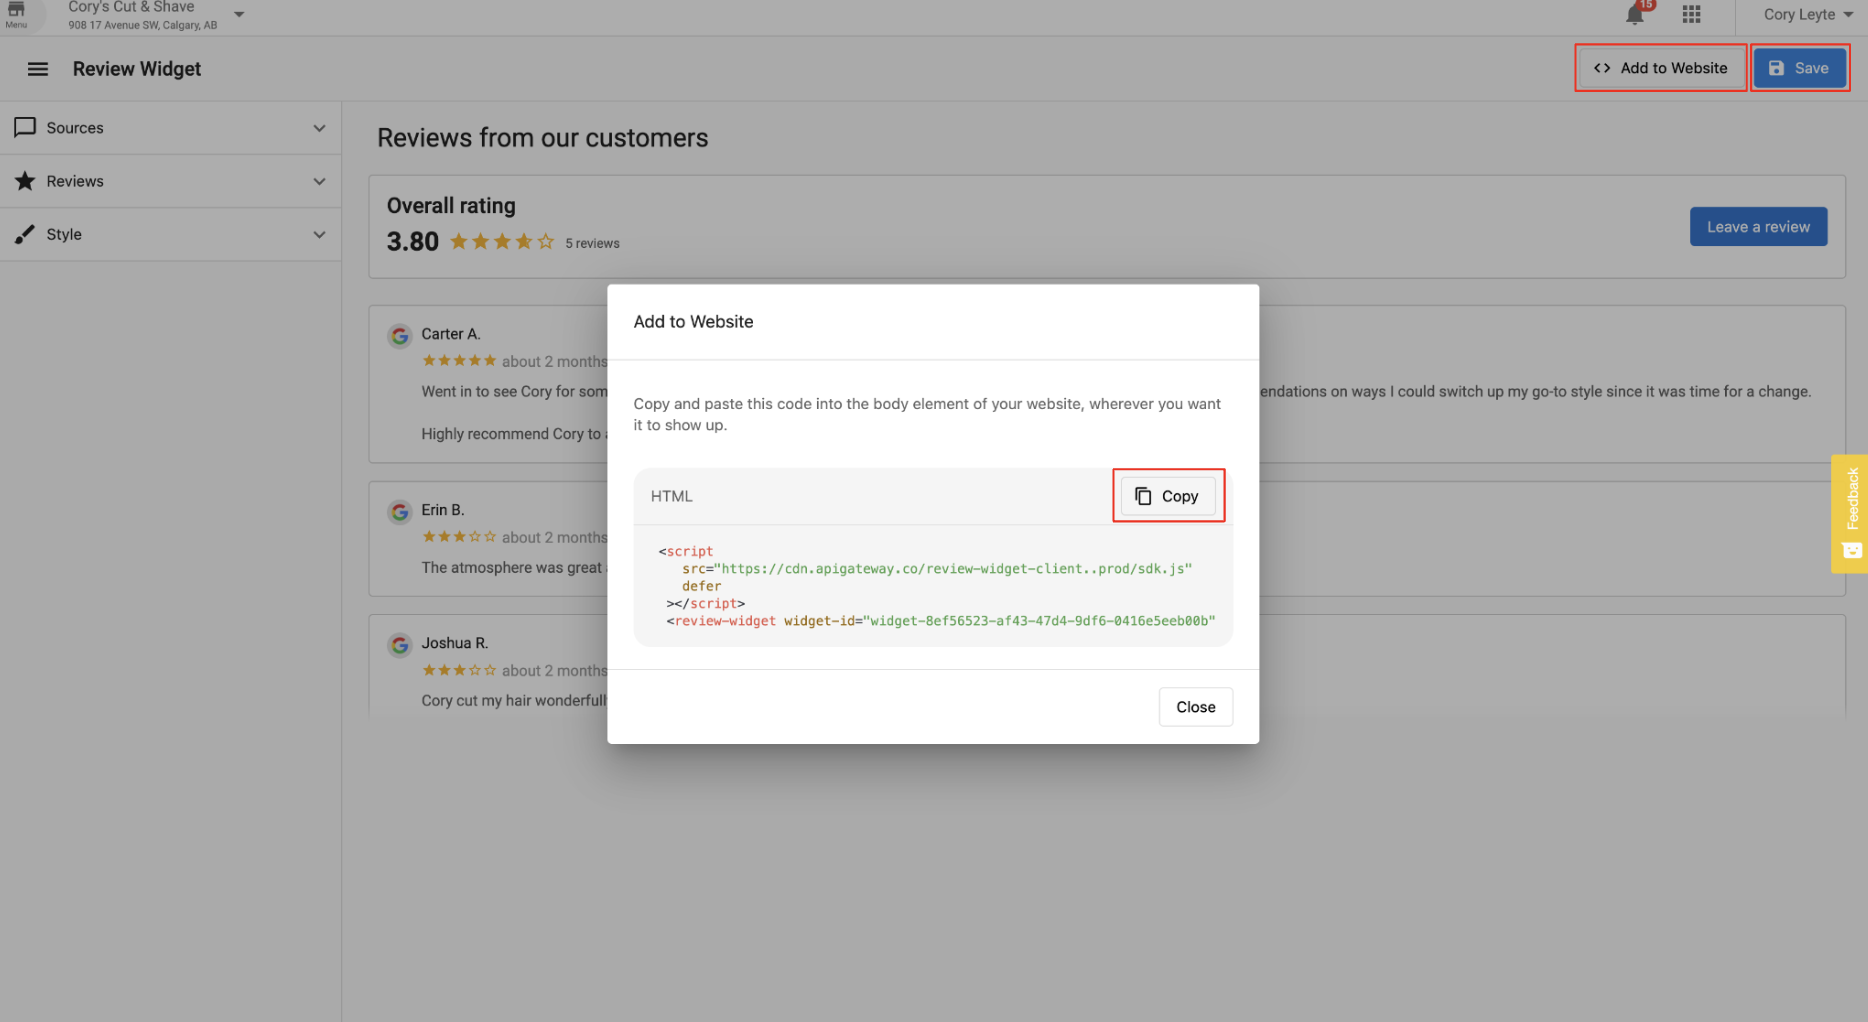 Menu
Cory's Cut & Shave
908 17 Avenue SW, Calgary, AB
15
Cory Leyte
Review Widget
<> Add to Website
Save
Sources
Reviews
Style
Reviews from our customers
Overall rating
3.80
5 reviews
Leave a review
Carter A.
about 2 months
Went in to see Cory for som
endations on ways I could switch up my go-to style since it was time for a change.
Highly recommend Cory to a
Erin B.
about 2 months
The atmosphere was great
Joshua R.
about 2 months
Cory cut my hair wonderfull
Add to Website
Copy and paste this code into the body element of your website, wherever you want
it to show up.
HTML
Copy
<script
src="https://cdn.apigateway.co/review-widget-client..prod/sdk.js"
defer
></script>
<review-widget widget-id="widget-8ef56523-af43-47d4-9df6-0416e5eeb00b"
Close
Feedback